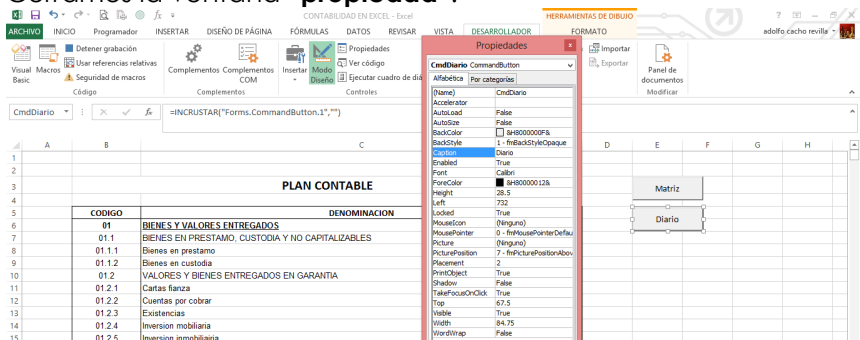 Cerramos la ventana "propiedad".
CONTABILIDAD EN EXCEL - Excel
HERRAMIENTAS DE DIBUJO
ARCHIVO INICIO Programador INSERTAR DISEÑO DE PÁGINA FÓRMULAS DATOS REVISAR VISTA DESARROLLADOR FORMATO adolfo cacho revilla
Visual Basic
Macros
Detener grabación
Usar referencias relativas
Seguridad de macros
Código
Complementos
Complementos COM
Complementos
Insertar
Modo Diseño
Propiedades
Ver código
Ejecutar cuadro de diá
Controles
Importar
Exportar
Panel de documentos
Modificar
Propiedades
CmdDiario CommandButton
Alfabética Por categorías
(Name) CmdDiario
Accelerator
AutoLoad False
AutoSize False
BackColor &H8000000F&
BackStyle 1 - fmBackStyleOpaque
Caption Diario
Enabled True
Font Calibri
ForeColor &H80000012&
Height 28.5
Left 732
Locked True
MouseIcon (Ninguno)
MousePointer 0 - fmMousePointerDefau
Picture (Ninguno)
PicturePosition 7 - fmPicturePositionAbov
Placement 2
PrintObject True
Shadow False
TakeFocusOnClick True
Top 67.5
Visible True
Width 84.75
WordWrap False
CmdDiario fx =INCRUSTAR("Forms.CommandButton.1","")
A B C D E F G H
1
2
3 PLAN CONTABLE
Matriz
4
5 CODIGO DENOMINACION
Diario
6 01 BIENES Y VALORES ENTREGADOS
7 01.1 BIENES EN PRESTAMO, CUSTODIA Y NO CAPITALIZABLES
8 01.1.1 Bienes en prestamo
9 01.1.2 Bienes en custodia
10 01.2 VALORES Y BIENES ENTREGADOS EN GARANTIA
11 01.2.1 Cartas fianza
12 01.2.2 Cuentas por cobrar
13 01.2.3 Existencias
14 01.2.4 Inversion mobiliaria
15 01.2.5 Inversion inmobiliairia